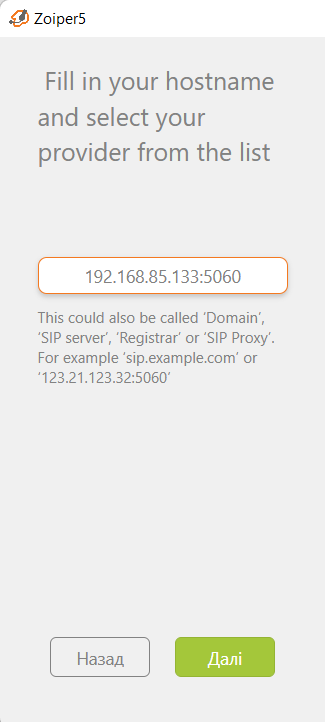 Zoiper5
Fill in your hostname
and select your
provider from the list
192.168.85.133:5060
This could also be called ‘Domain’,
‘SIP server’, ‘Registrar’ or ‘SIP Proxy’.
For example ‘sip.example.com’ or
‘123.21.123.32:5060’
Назад Далі